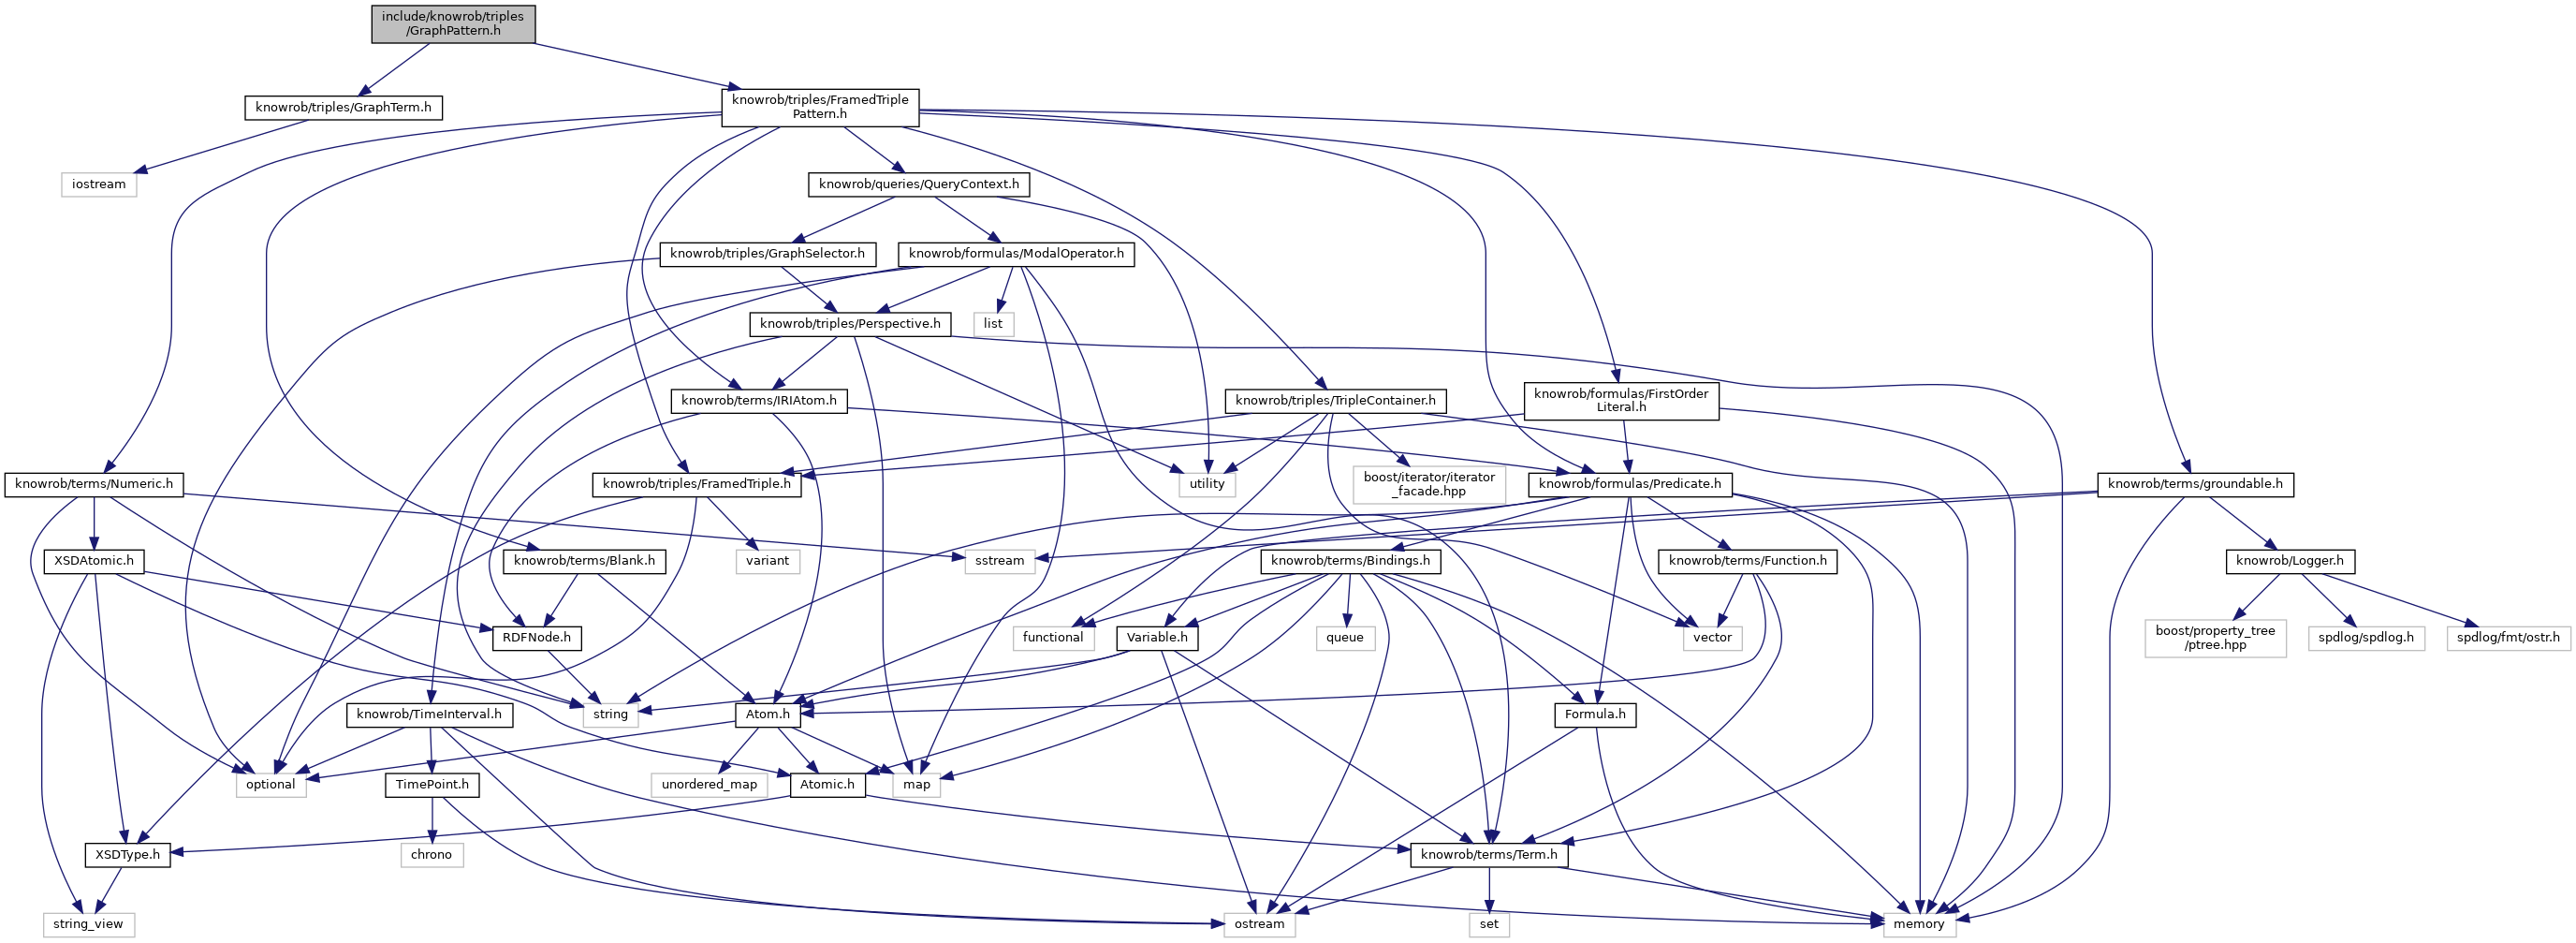 include/knowrob/triples
/GraphPattern.h
knowrob/triples/GraphTerm.h
knowrob/triples/FramedTriple
Pattern.h
iostream
knowrob/queries/QueryContext.h
knowrob/triples/GraphSelector.h
knowrob/formulas/ModalOperator.h
knowrob/triples/Perspective.h
list
knowrob/terms/IRIAtom.h
knowrob/triples/TripleContainer.h
knowrob/formulas/FirstOrder
Literal.h
knowrob/terms/Numeric.h
knowrob/triples/FramedTriple.h
utility
boost/iterator/iterator
_facade.hpp
knowrob/formulas/Predicate.h
knowrob/terms/groundable.h
XSDAtomic.h
knowrob/terms/Blank.h
variant
sstream
knowrob/terms/Bindings.h
knowrob/terms/Function.h
knowrob/Logger.h
RDFNode.h
functional
Variable.h
queue
vector
boost/property_tree
/ptree.hpp
spdlog/spdlog.h
spdlog/fmt/ostr.h
knowrob/TimeInterval.h
string
Atom.h
Formula.h
optional
TimePoint.h
unordered_map
Atomic.h
map
XSDType.h
chrono
knowrob/terms/Term.h
string_view
ostream
set
memory